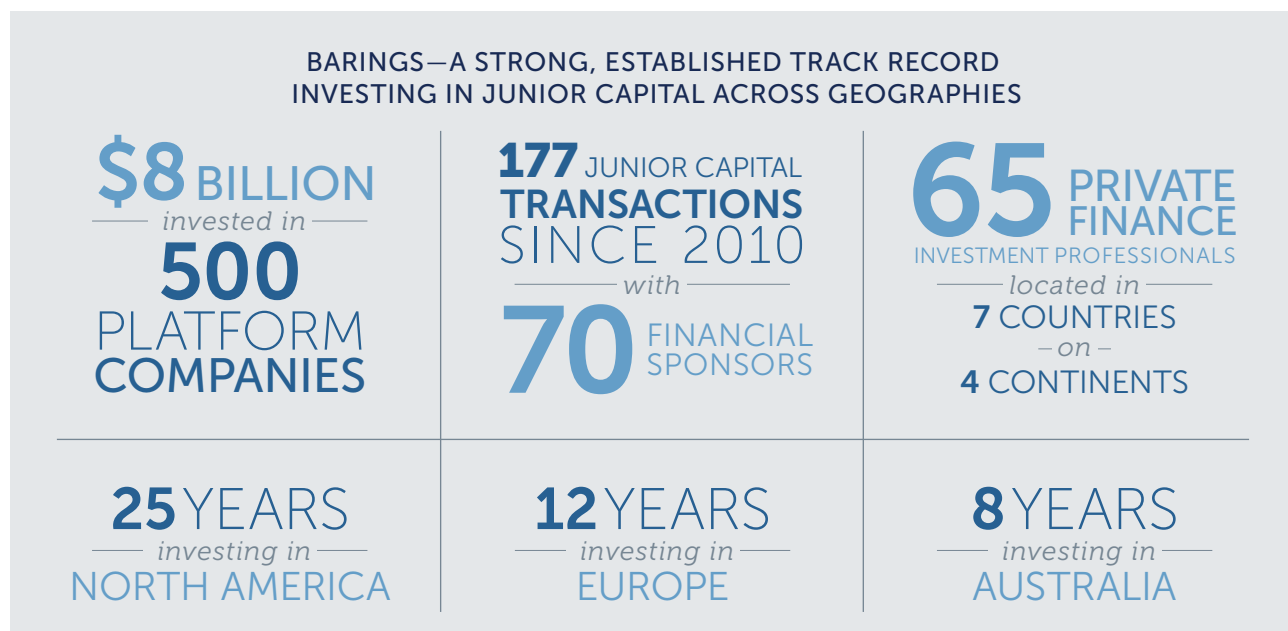 BARINGS—A STRONG, ESTABLISHED TRACK RECORD
INVESTING IN JUNIOR CAPITAL ACROSS GEOGRAPHIES
$8 BILLION
invested in
500
PLATFORM
COMPANIES
177 JUNIOR CAPITAL
TRANSACTIONS
SINCE 2010
with
70 FINANCIAL
SPONSORS
65 PRIVATE
FINANCE
INVESTMENT PROFESSIONALS
located in
7 COUNTRIES
– on –
4 CONTINENTS
25 YEARS
investing in
NORTH AMERICA
12 YEARS
investing in
EUROPE
8 YEARS
investing in
AUSTRALIA